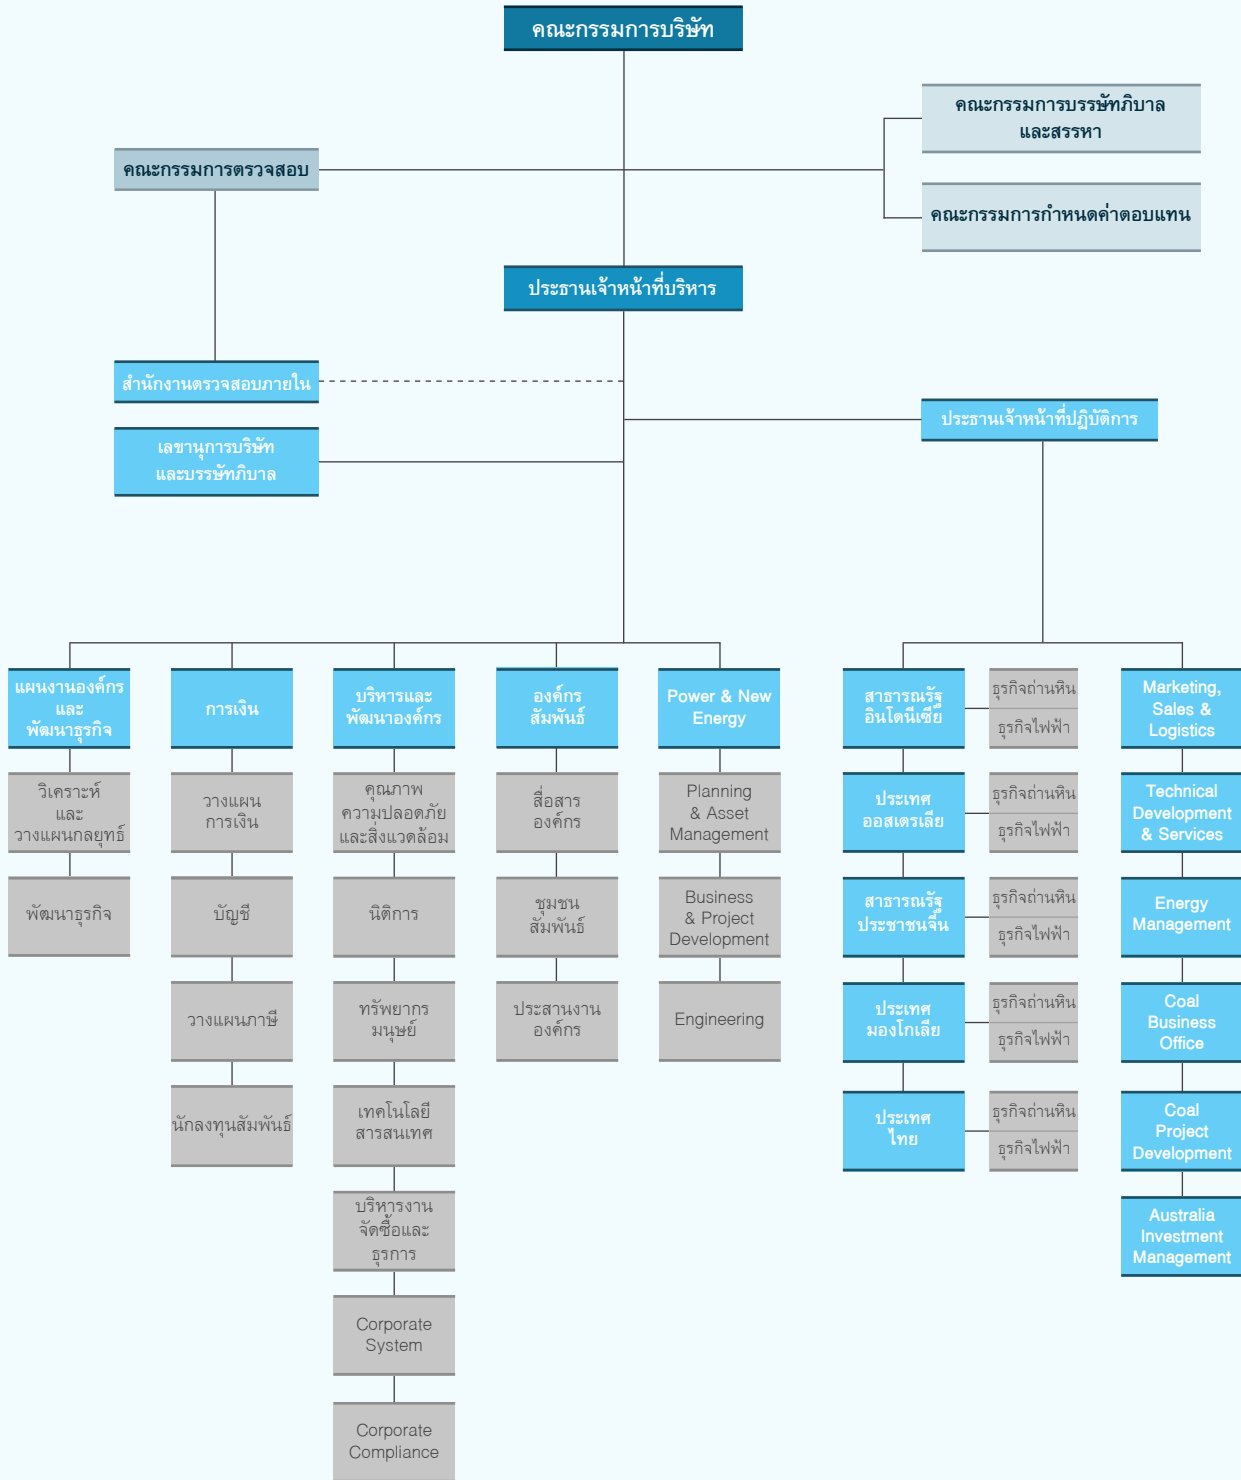 คณะกรรมการบริษัท
คณะกรรมการบรรษัทภิบาล
และสรรหา
คณะกรรมการตรวจสอบ
คณะกรรมการกำหนดค่าตอบแทน
ประธานเจ้าหน้าที่บริหาร
สำนักงานตรวจสอบภายใน
ประธานเจ้าหน้าที่ปฏิบัติการ
เลขานุการบริษัท
และบรรษัทภิบาล
แผนงานองค์กร
และ
พัฒนาธุรกิจ
วิเคราะห์
และ
วางแผนกลยุทธ์
พัฒนาธุรกิจ
การเงิน
วางแผน
การเงิน
บัญชี
วางแผนภาษี
นักลงทุนสัมพันธ์
บริหารและ
พัฒนาองค์กร
คุณภาพ
ความปลอดภัย
และสิ่งแวดล้อม
นิติการ
ทรัพยากร
มนุษย์
เทคโนโลยี
สารสนเทศ
บริหารงาน
จัดซื้อและ
ธุรการ
Corporate
System
Corporate
Compliance
องค์กร
สัมพันธ์
สื่อสาร
องค์กร
ชุมชน
สัมพันธ์
ประสานงาน
องค์กร
Power & New
Energy
Planning
& Asset
Management
Business
& Project
Development
Engineering
สาธารณรัฐ
อินโดนีเซีย
ธุรกิจถ่านหิน
ธุรกิจไฟฟ้า
ประเทศ
ออสเตรเลีย
ธุรกิจถ่านหิน
ธุรกิจไฟฟ้า
สาธารณรัฐ
ประชาชนจีน
ธุรกิจถ่านหิน
ธุรกิจไฟฟ้า
ประเทศ
มองโกเลีย
ธุรกิจถ่านหิน
ธุรกิจไฟฟ้า
ประเทศ
ไทย
ธุรกิจถ่านหิน
ธุรกิจไฟฟ้า
Marketing,
Sales &
Logistics
Technical
Development
& Services
Energy
Management
Coal
Business
Office
Coal
Project
Development
Australia
Investment
Management